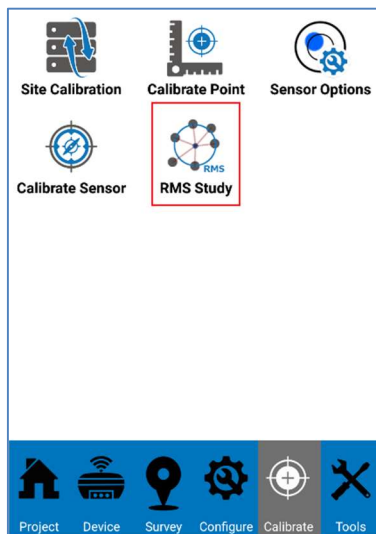 Site Calibration Calibrate Point Sensor Options
RMS
Calibrate Sensor RMS Study
Project Device Survey Configure Calibrate Tools